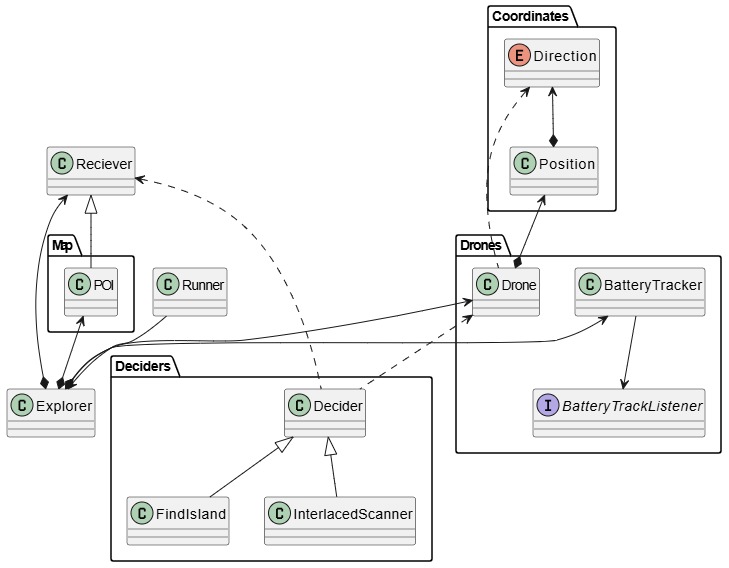 Coordinates
E Direction
C Reciever
C Position
Map
Drones
C POI
C Runner
C Drone
C BatteryTracker
Deciders
C Explorer
C Decider
I BatteryTrackListener
C FindIsland
C InterlacedScanner